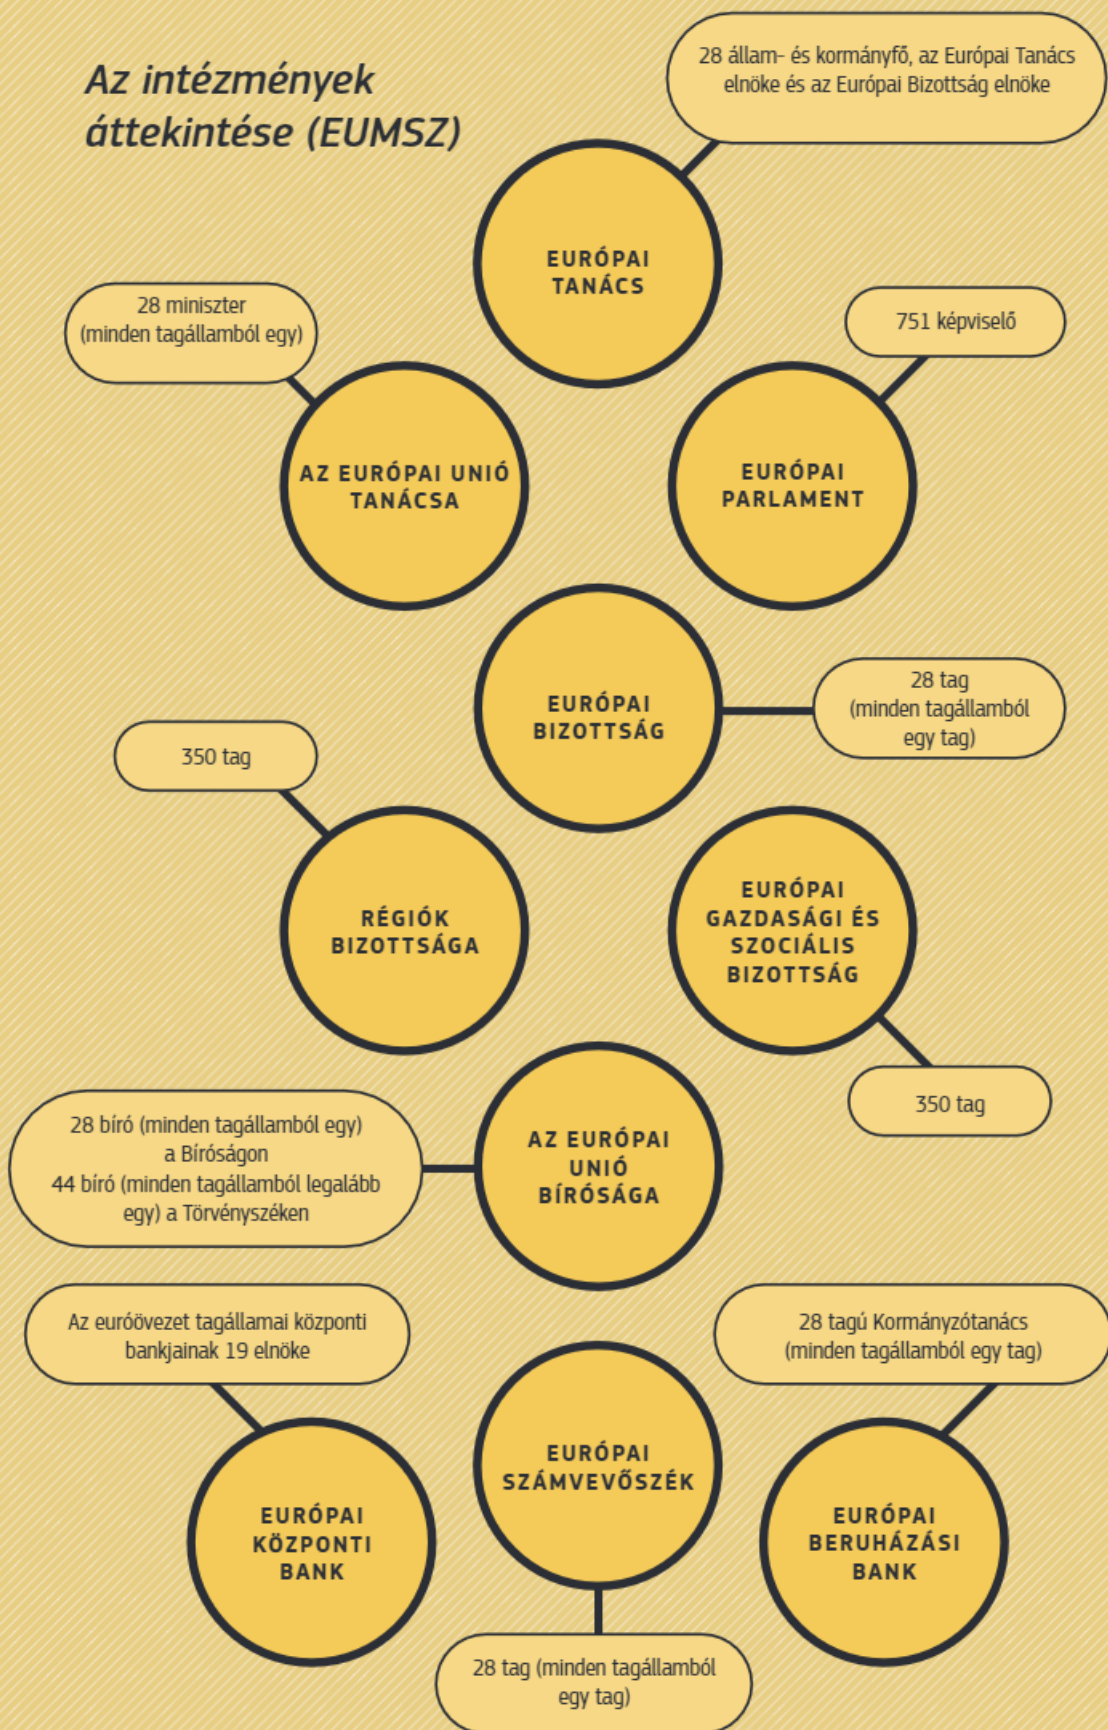 Az intézmények
áttekintése (EUMSZ)
28 állam- és kormányfő, az Európai Tanács
elnöke és az Európai Bizottság elnöke
EURÓPAI
TANÁCS
28 miniszter
(minden tagállamból egy)
751 képviselő
AZ EURÓPAI UNIÓ
TANÁCSA
EURÓPAI
PARLAMENT
EURÓPAI
BIZOTTSÁG
28 tag
(minden tagállamból
egy tag)
350 tag
RÉGIÓK
BIZOTTSÁGA
EURÓPAI
GAZDASÁGI ÉS
SZOCIÁLIS
BIZOTTSÁG
350 tag
28 bíró (minden tagállamból egy)
a Bíróságon
44 bíró (minden tagállamból legalább
egy) a Törvényszéken
AZ EURÓPAI
UNIÓ
BÍRÓSÁGA
Az euróövezet tagállamai központi
bankjainak 19 elnöke
28 tagú Kormányzótanács
(minden tagállamból egy tag)
EURÓPAI
KÖZPONTI
BANK
EURÓPAI
SZÁMVEVŐSZÉK
EURÓPAI
BERUHÁZÁSI
BANK
28 tag (minden tagállamból
egy tag)